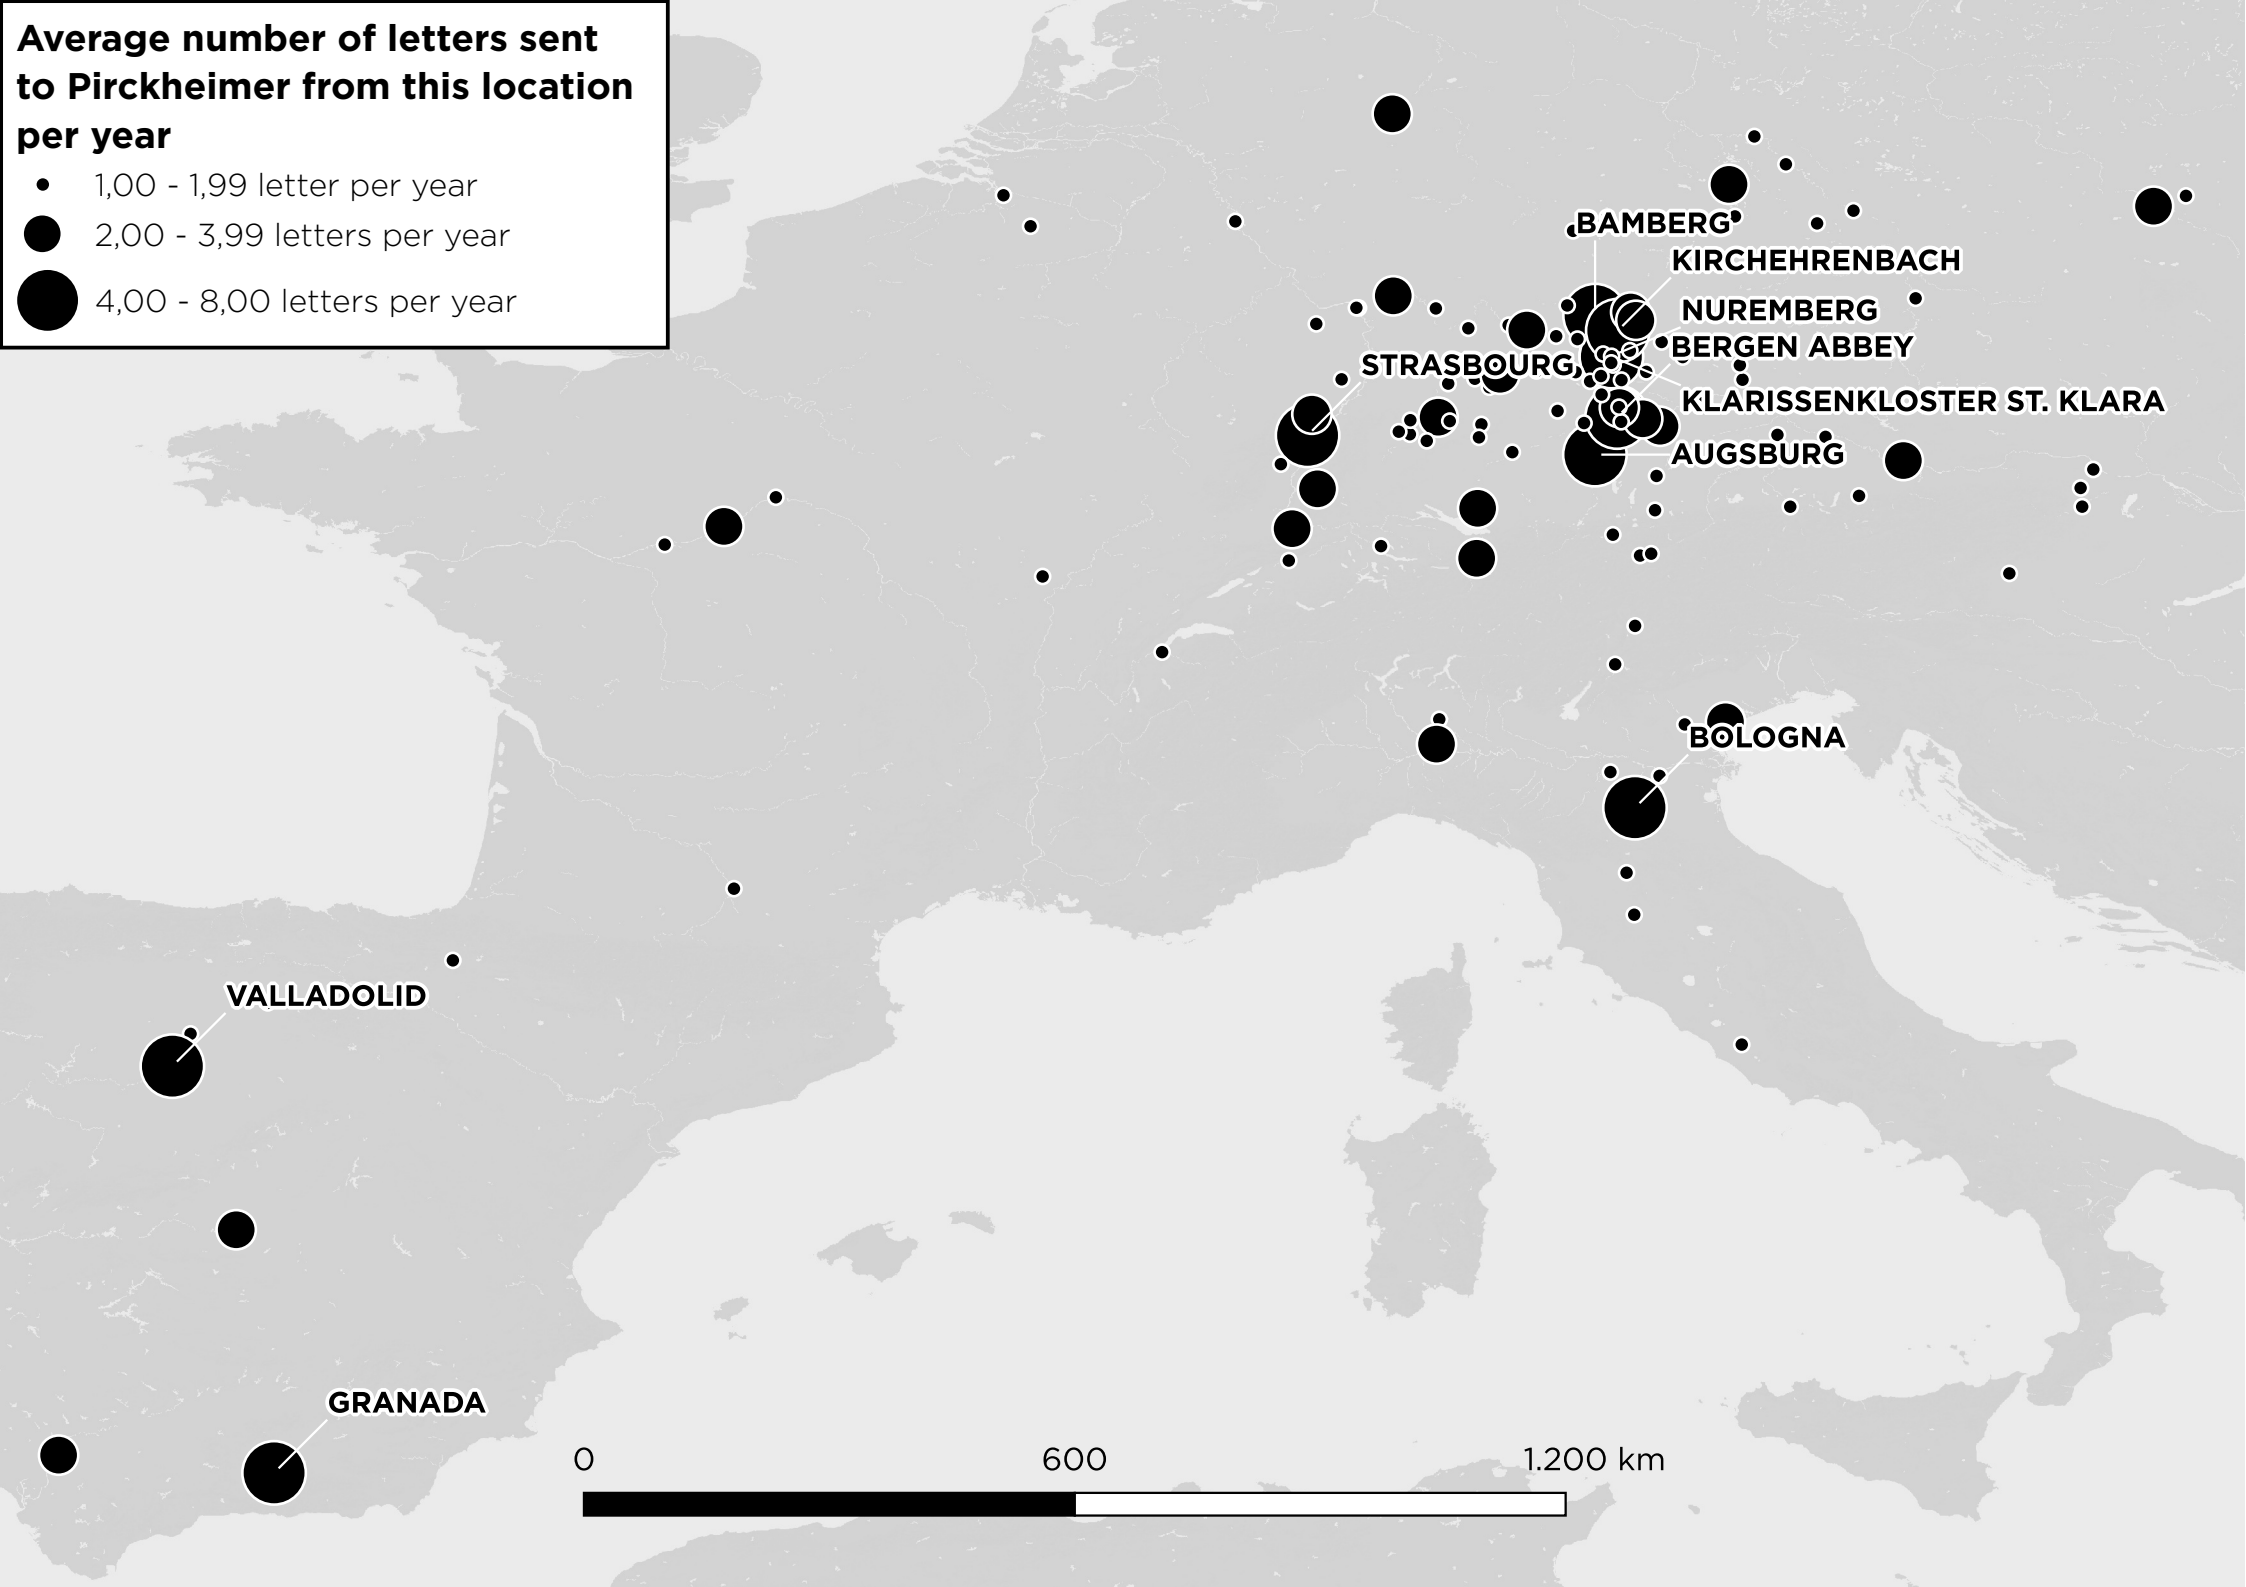 Average number of letters sent
to Pirckheimer from this location
per year
1,00 - 1,99 letter per year
2,00 - 3,99 letters per year
4,00 - 8,00 letters per year
BAMBERG
KIRCHEHRENBACH
NUREMBERG
BERGEN ABBEY
STRASBOURG
KLARISSENKLOSTER ST. KLARA
AUGSBURG
BOLOGNA
VALLADOLID
GRANADA
0 600 1.200 km